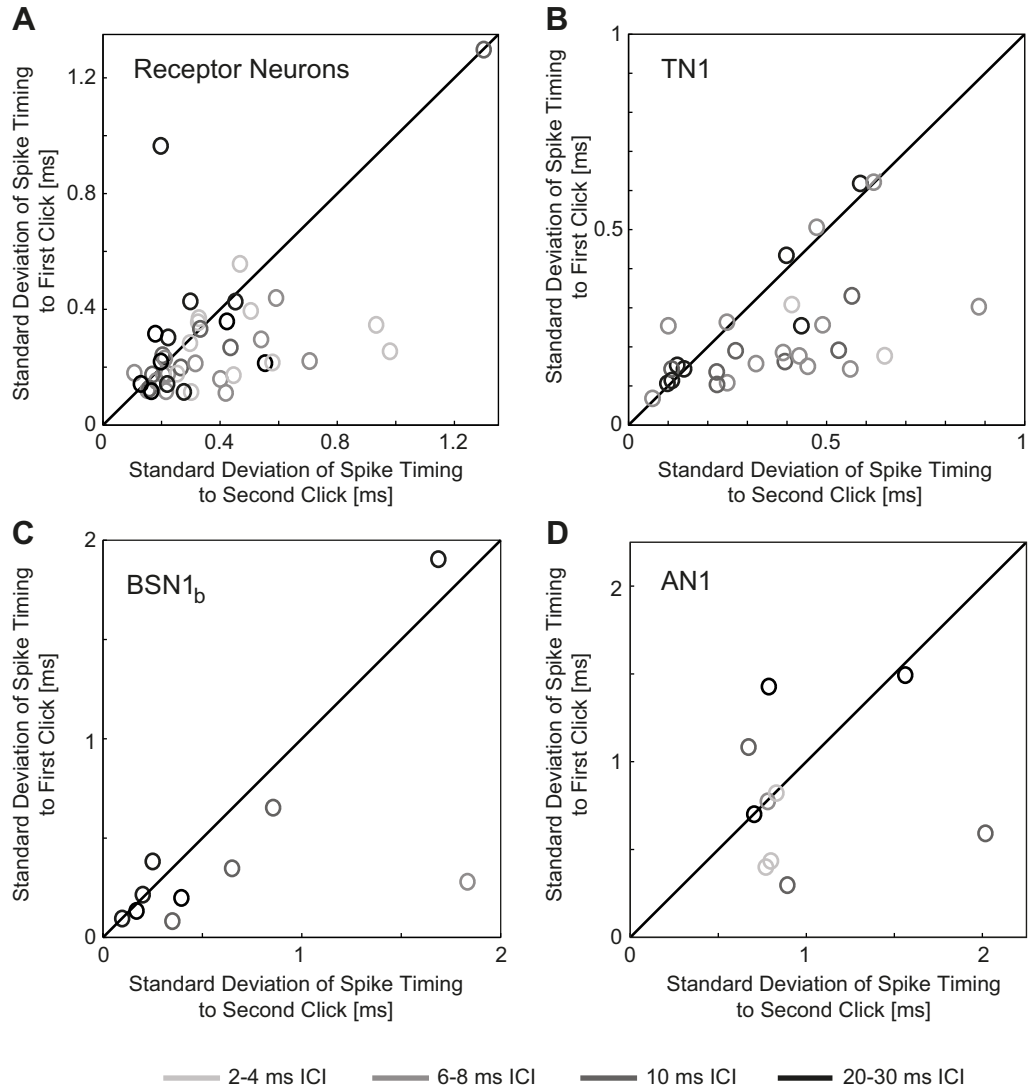 A
Receptor Neurons
Standard Deviation of Spike Timing
to First Click [ms]
1.2
0.8
0.4
0
0
0.4
0.8
1.2
Standard Deviation of Spike Timing
to Second Click [ms]
B
TN1
Standard Deviation of Spike Timing
to First Click [ms]
1
0.5
0
0
0.5
1
Standard Deviation of Spike Timing
to Second Click [ms]
C
BSN1b
Standard Deviation of Spike Timing
to First Click [ms]
2
1
0
0
1
2
Standard Deviation of Spike Timing
to Second Click [ms]
D
AN1
Standard Deviation of Spike Timing
to First Click [ms]
2
1
0
0
1
2
Standard Deviation of Spike Timing
to Second Click [ms]
2-4 ms ICI
6-8 ms ICI
10 ms ICI
20-30 ms ICI